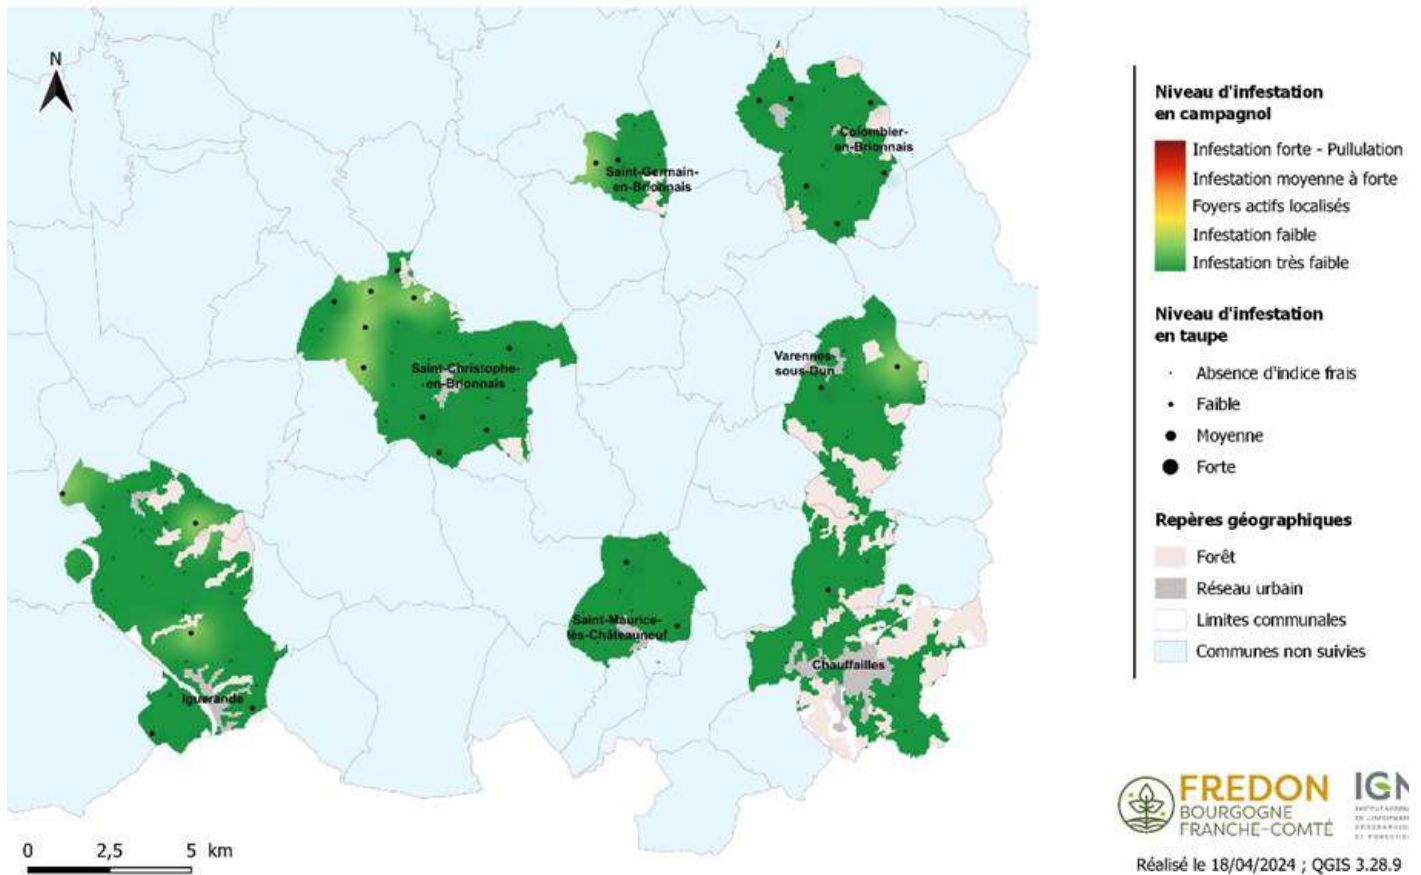 N
Saint-Germain-
en-Brionnais
Colombier-
en-Brionnais
Saint-Christophe-
en-Brionnais
Varennes-
sous-Dun
Saint-Maurice-
lès-Châteauneuf
Chauffailles
Iguerande
0 2,5 5 km
Niveau d'infestation
en campagnol
Infestation forte - Pullulation
Infestation moyenne à forte
Foyers actifs localisés
Infestation faible
Infestation très faible
Niveau d'infestation
en taupe
Absence d'indice frais
Faible
Moyenne
Forte
Repères géographiques
Forêt
Réseau urbain
Limites communales
Communes non suivies
FREDON
BOURGOGNE
FRANCHE-COMTÉ
IGN
Réalisé le 18/04/2024 ; QGIS 3.28.9